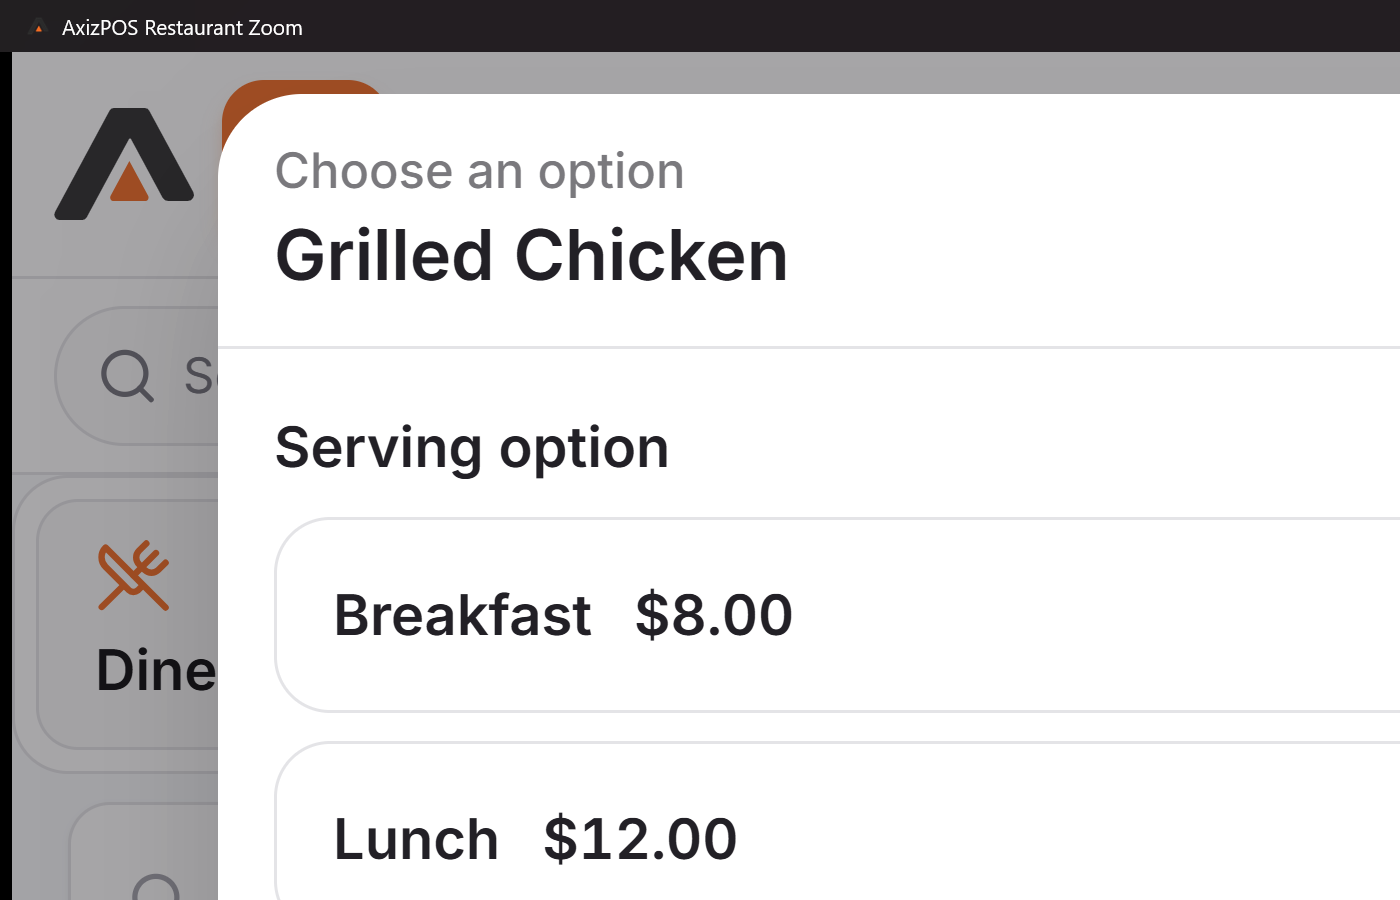 AxizPOS Restaurant Zoom
Choose an option
Grilled Chicken
Serving option
Breakfast $8.00
Dine
Lunch $12.00